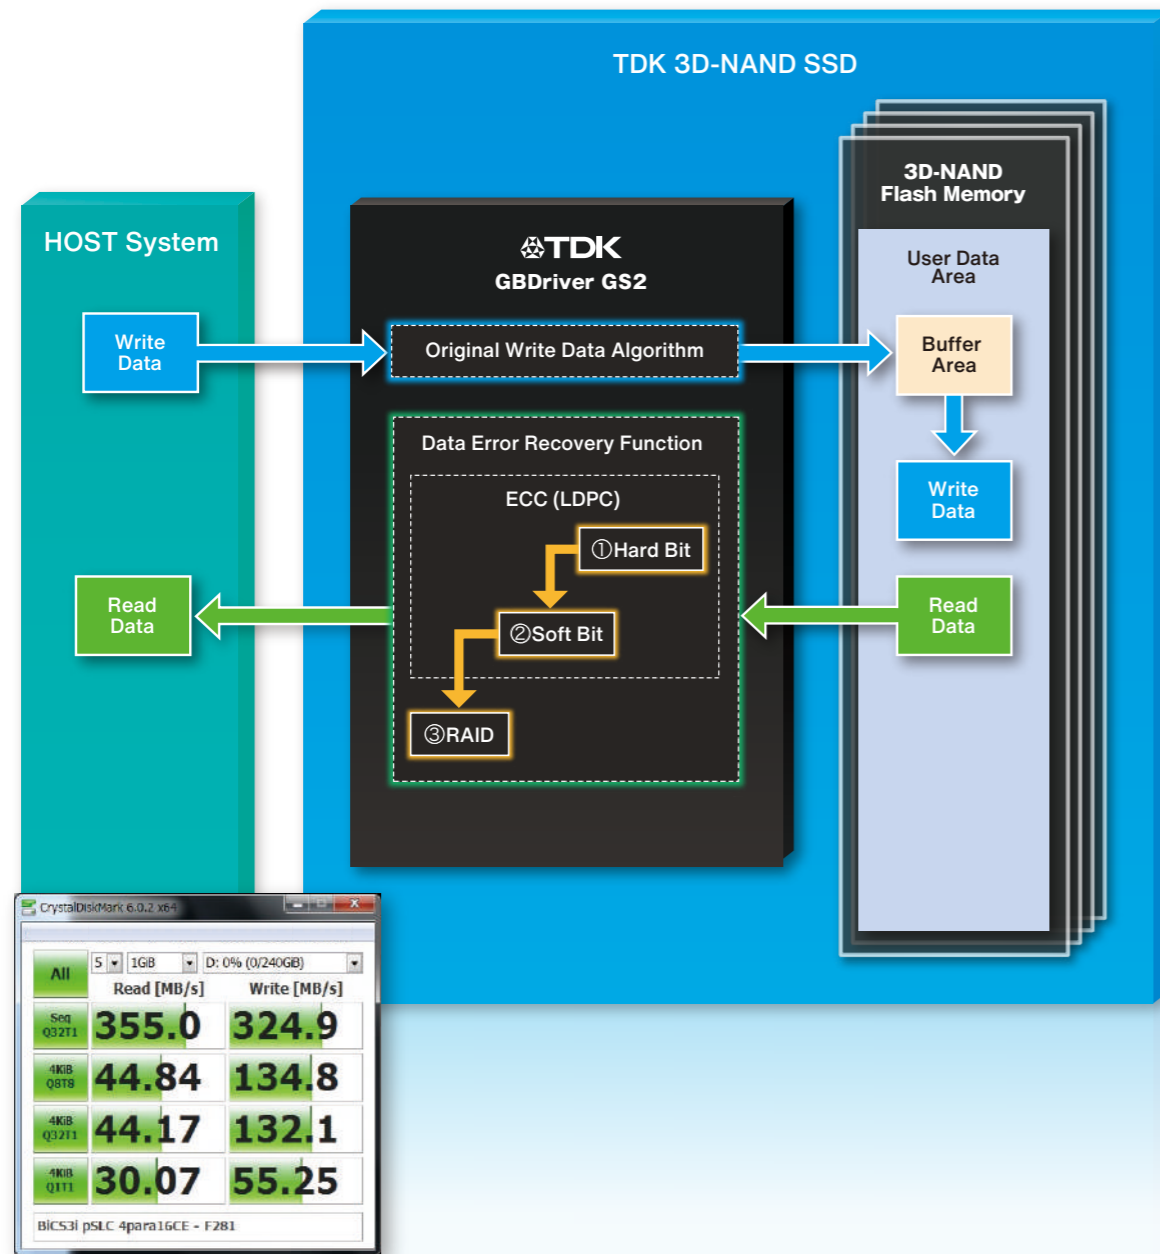 TDK 3D-NAND SSD
HOST System
TDK
GBDriver GS2
3D-NAND
Flash Memory
User Data
Area
Write
Data
Original Write Data Algorithm
Buffer
Area
Data Error Recovery Function
ECC (LDPC)
①Hard Bit
Write
Data
Read
Data
②Soft Bit
Read
Data
③RAID
CrystalDiskMark 6.0.2 x64
All
5 1GiB D: 0% (0/240GiB)
Read [MB/s] Write [MB/s]
Seq
Q32T1
355.0 324.9
4KiB
Q8T8
44.84 134.8
4KiB
Q32T1
44.17 132.1
4KiB
Q1T1
30.07 55.25
BiCS3i pSLC 4para16CE - F281